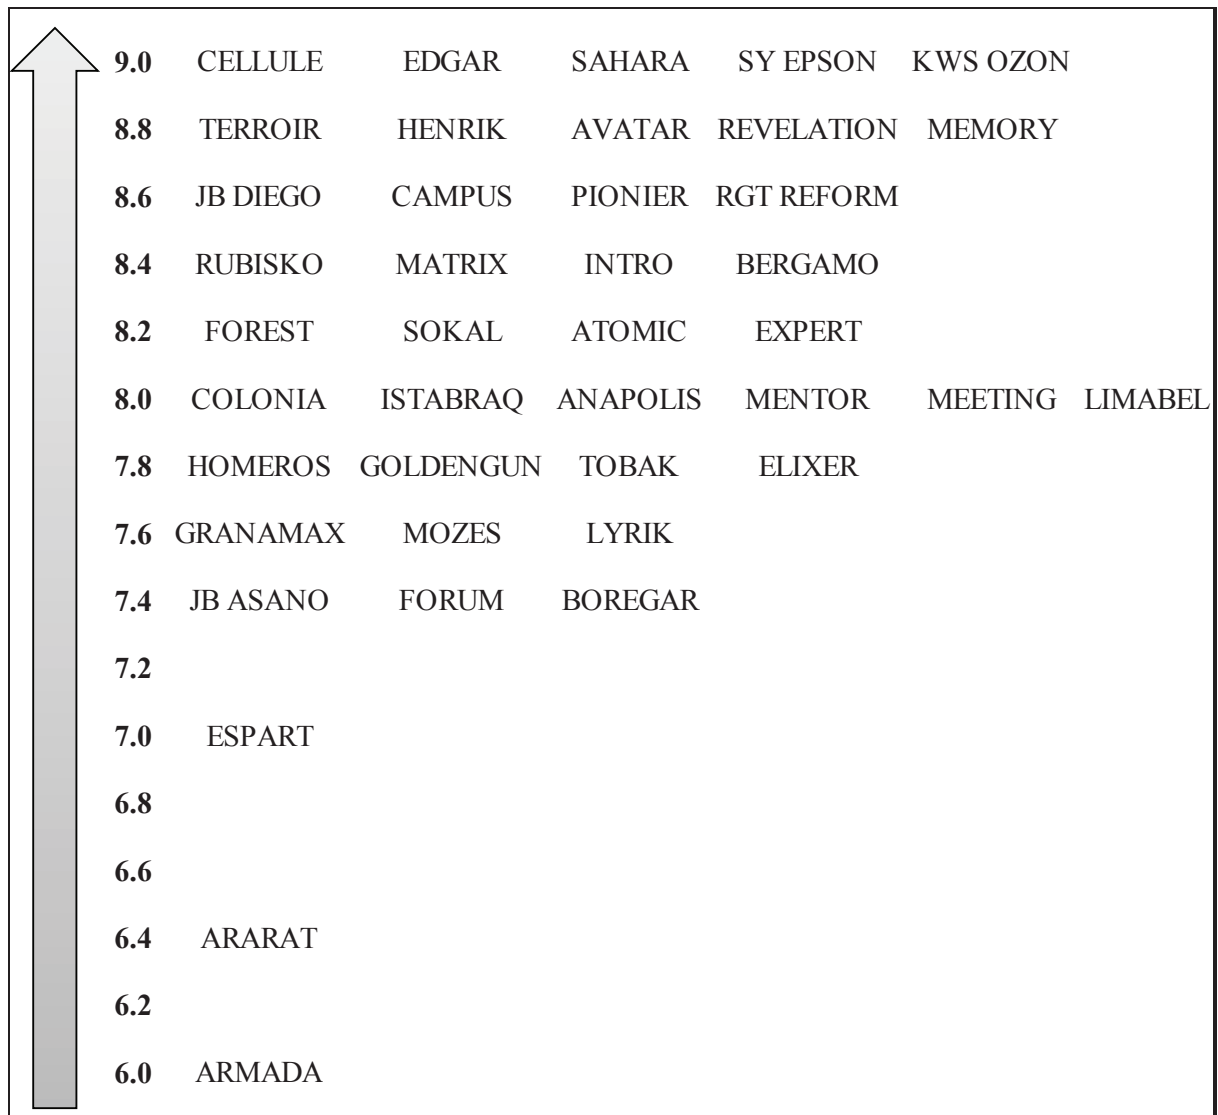 9.0 CELLULE EDGAR SAHARA SY EPSON KWS OZON
8.8 TERROIR HENRIK AVATAR REVELATION MEMORY
8.6 JB DIEGO CAMPUS PIONIER RGT REFORM
8.4 RUBISKO MATRIX INTRO BERGAMO
8.2 FOREST SOKAL ATOMIC EXPERT
8.0 COLONIA ISTABRAQ ANAPOLIS MENTOR MEETING LIMABEL
7.8 HOMEROS GOLDENGUN TOBAK ELIXER
7.6 GRANAMAX MOZES LYRIK
7.4 JB ASANO FORUM BOREGAR
7.2
7.0 ESPART
6.8
6.6
6.4 ARARAT
6.2
6.0 ARMADA